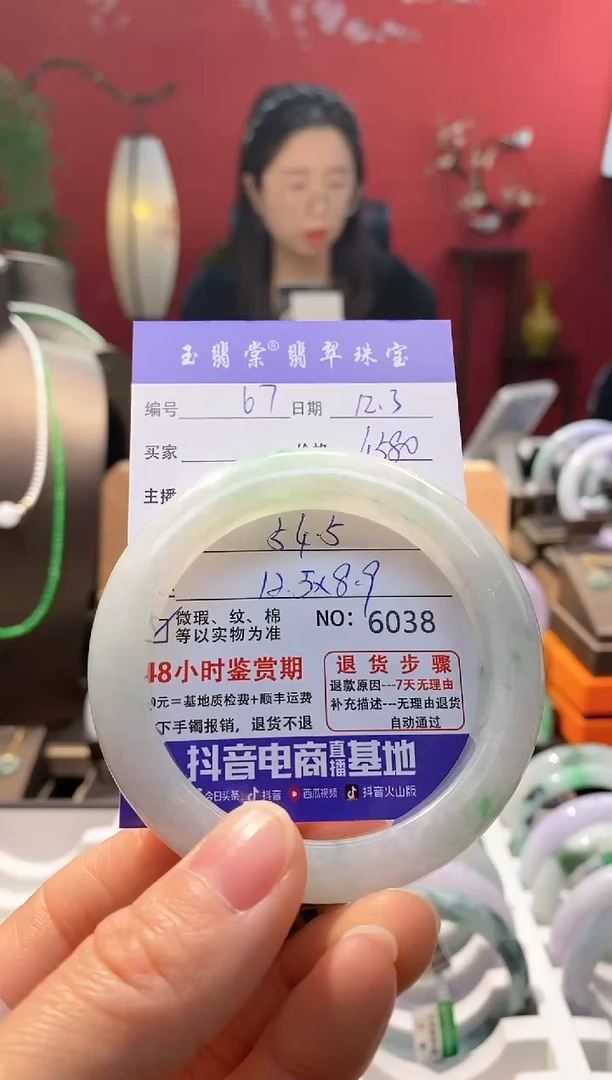 玉翡棠®翡翠珠宝
编号 67 日期 12.3
买家 价格 1580
主播
54.5
12.5x8.9
微瑕、纹、棉
等以实物为准
NO: 6038
48小时鉴赏期
0元=基地质检费+顺丰运费
下手镯报销，退货不退
退货步骤
退款原因---7天无理由
补充描述---无理由退货
自动通过
抖音电商直播基地
今日头条 抖音 西瓜视频 抖音火山版